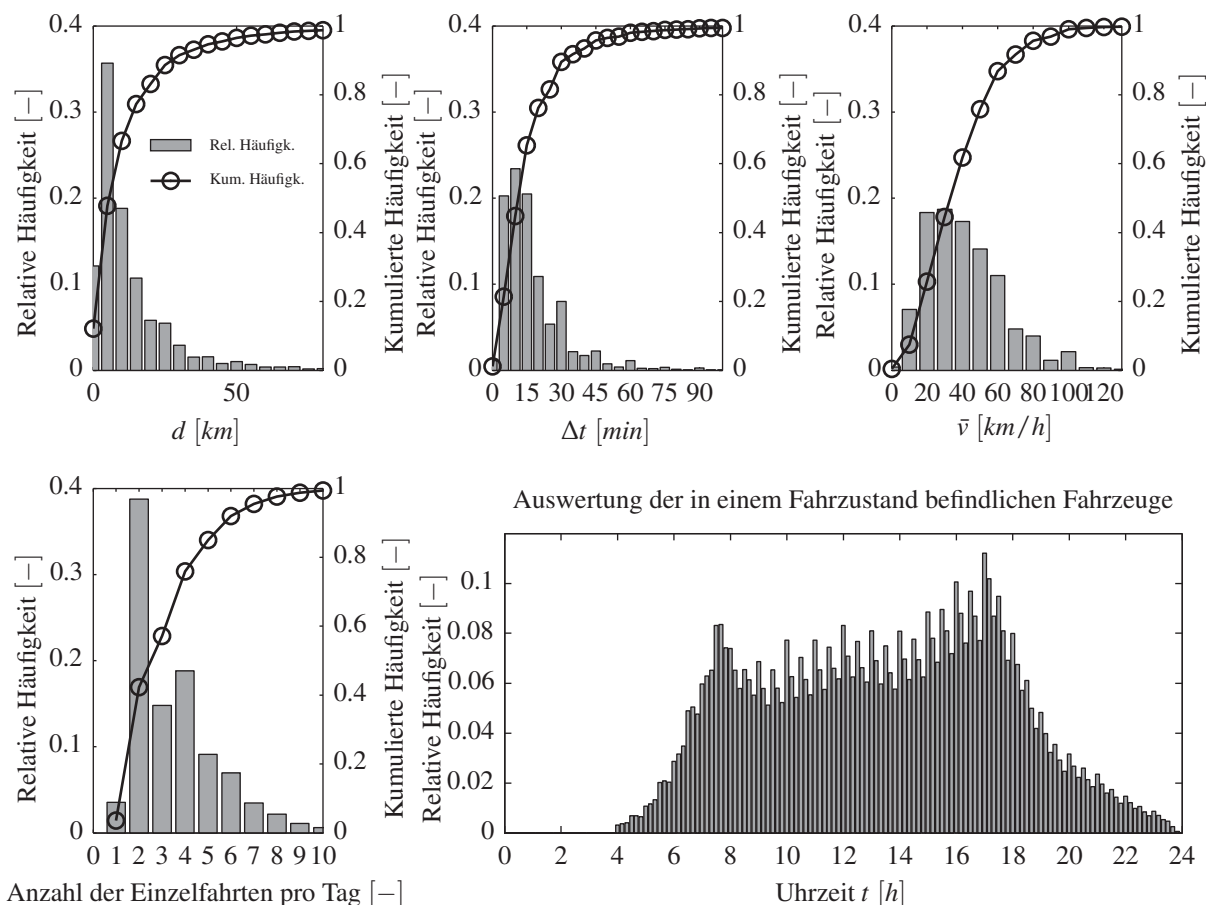 0.4
0.3
0.2
0.1
0
Relative Häufigkeit [−]
Rel. Häufigk.
Kum. Häufigk.
1
0.8
0.6
0.4
0.2
0
Kumulierte Häufigkeit [−]
0 50
d [km]
0.4
0.3
0.2
0.1
0
Relative Häufigkeit [−]
1
0.8
0.6
0.4
0.2
0
Kumulierte Häufigkeit [−]
0 15 30 45 60 75 90
Δt [min]
0.4
0.3
0.2
0.1
0
Relative Häufigkeit [−]
1
0.8
0.6
0.4
0.2
0
Kumulierte Häufigkeit [−]
0 20 40 60 80 100 120
v̄ [km/h]
0.4
0.3
0.2
0.1
0
Relative Häufigkeit [−]
1
0.8
0.6
0.4
0.2
0
Kumulierte Häufigkeit [−]
0 1 2 3 4 5 6 7 8 9 10
Anzahl der Einzelfahrten pro Tag [−]
Auswertung der in einem Fahrzustand befindlichen Fahrzeuge
0.1
0.08
0.06
0.04
0.02
0
Relative Häufigkeit [−]
0 2 4 6 8 10 12 14 16 18 20 22 24
Uhrzeit t [h]